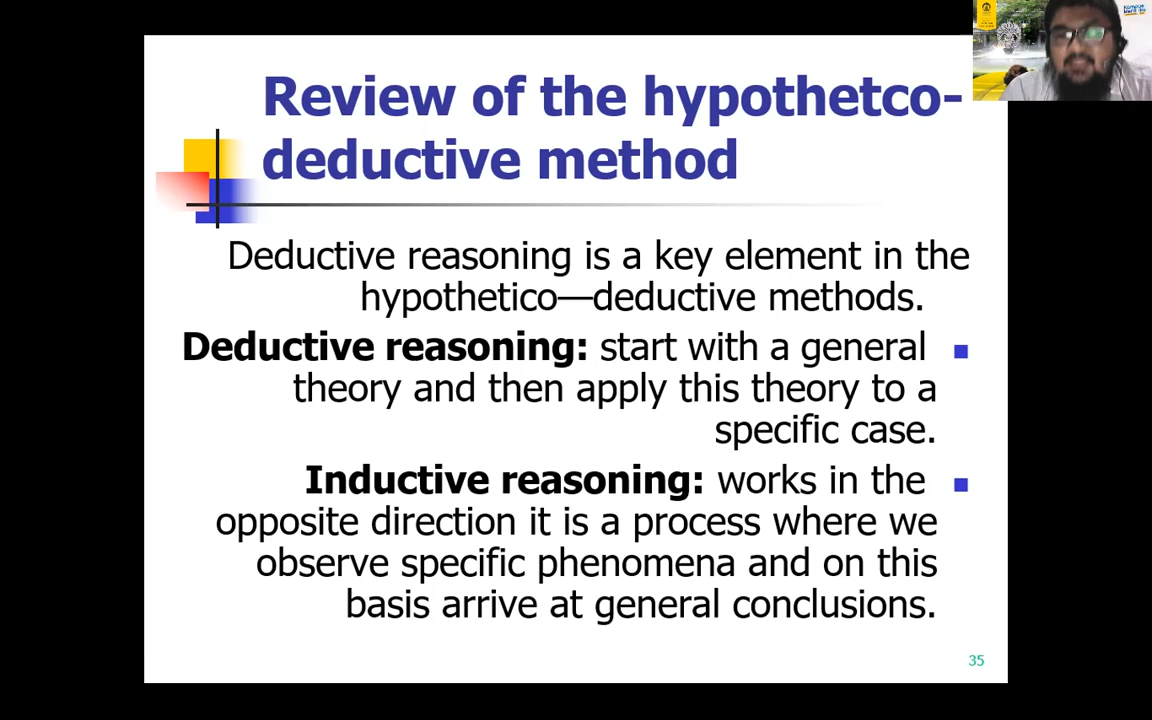 Review of the hypothetco-
deductive method
Deductive reasoning is a key element in the
hypothetico—deductive methods.
Deductive reasoning: start with a general
theory and then apply this theory to a
specific case.
Inductive reasoning: works in the
opposite direction it is a process where we
observe specific phenomena and on this
basis arrive at general conclusions.
35